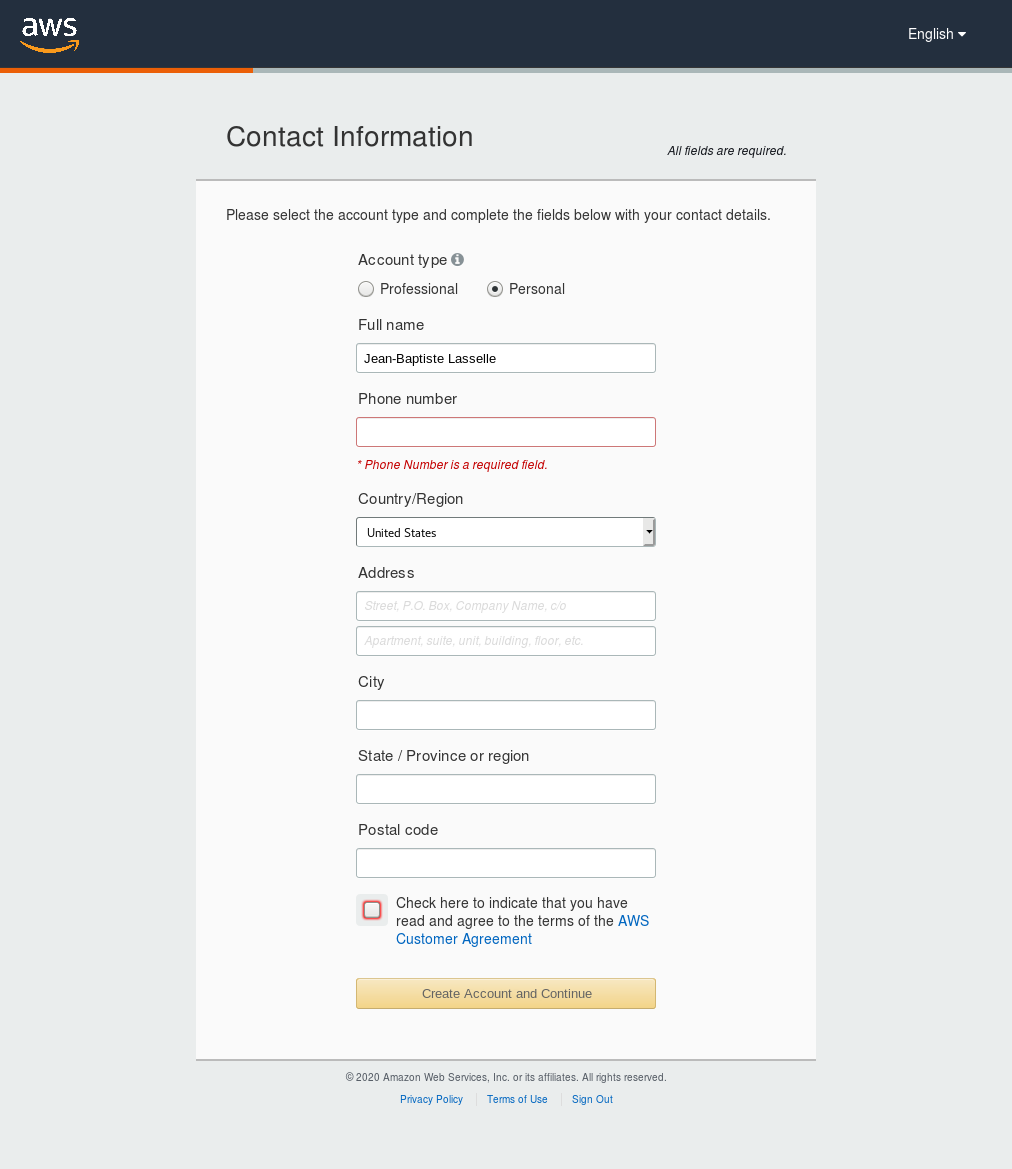 aws
English
Contact Information
All fields are required.
Please select the account type and complete the fields below with your contact details.
Account type
Professional Personal
Full name
Jean-Baptiste Lasselle
Phone number
* Phone Number is a required field.
Country/Region
United States
Address
Street, P.O. Box, Company Name, c/o
Apartment, suite, unit, building, floor, etc.
City
State / Province or region
Postal code
Check here to indicate that you have
read and agree to the terms of the AWS
Customer Agreement
Create Account and Continue
© 2020 Amazon Web Services, Inc. or its affiliates. All rights reserved.
Privacy Policy Terms of Use Sign Out